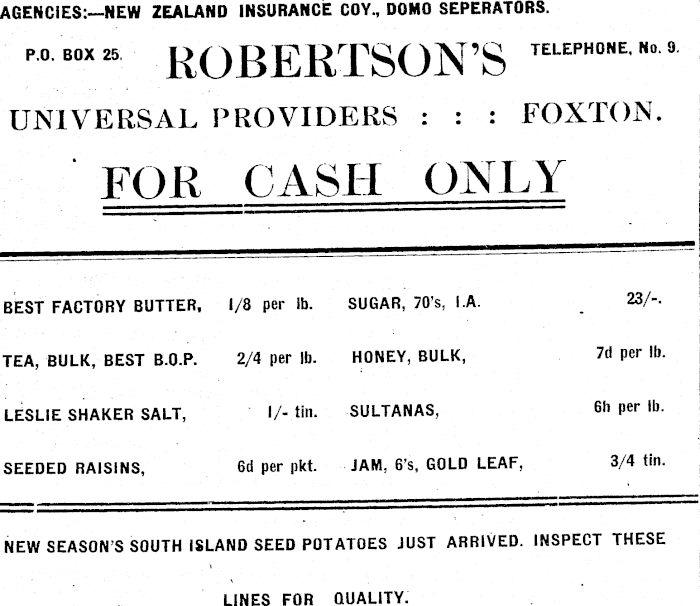 AGENCIES:—NEW ZEALAND INSURANCE COY., DOMO SEPERATORS.
P.O. BOX 25. ROBERTSON'S TELEPHONE, No. 9.
UNIVERSAL PROVIDERS : : : FOXTON.
FOR CASH ONLY
BEST FACTORY BUTTER, 1/8 per lb. SUGAR, 70's, I.A. 23/-.
TEA, BULK, BEST B.O.P. 2/4 per lb. HONEY, BULK, 7d per lb.
LESLIE SHAKER SALT, 1/- tin. SULTANAS, 6h per lb.
SEEDED RAISINS, 6d per pkt. JAM, 6's, GOLD LEAF, 3/4 tin.
NEW SEASON'S SOUTH ISLAND SEED POTATOES JUST ARRIVED. INSPECT THESE
LINES FOR QUALITY.